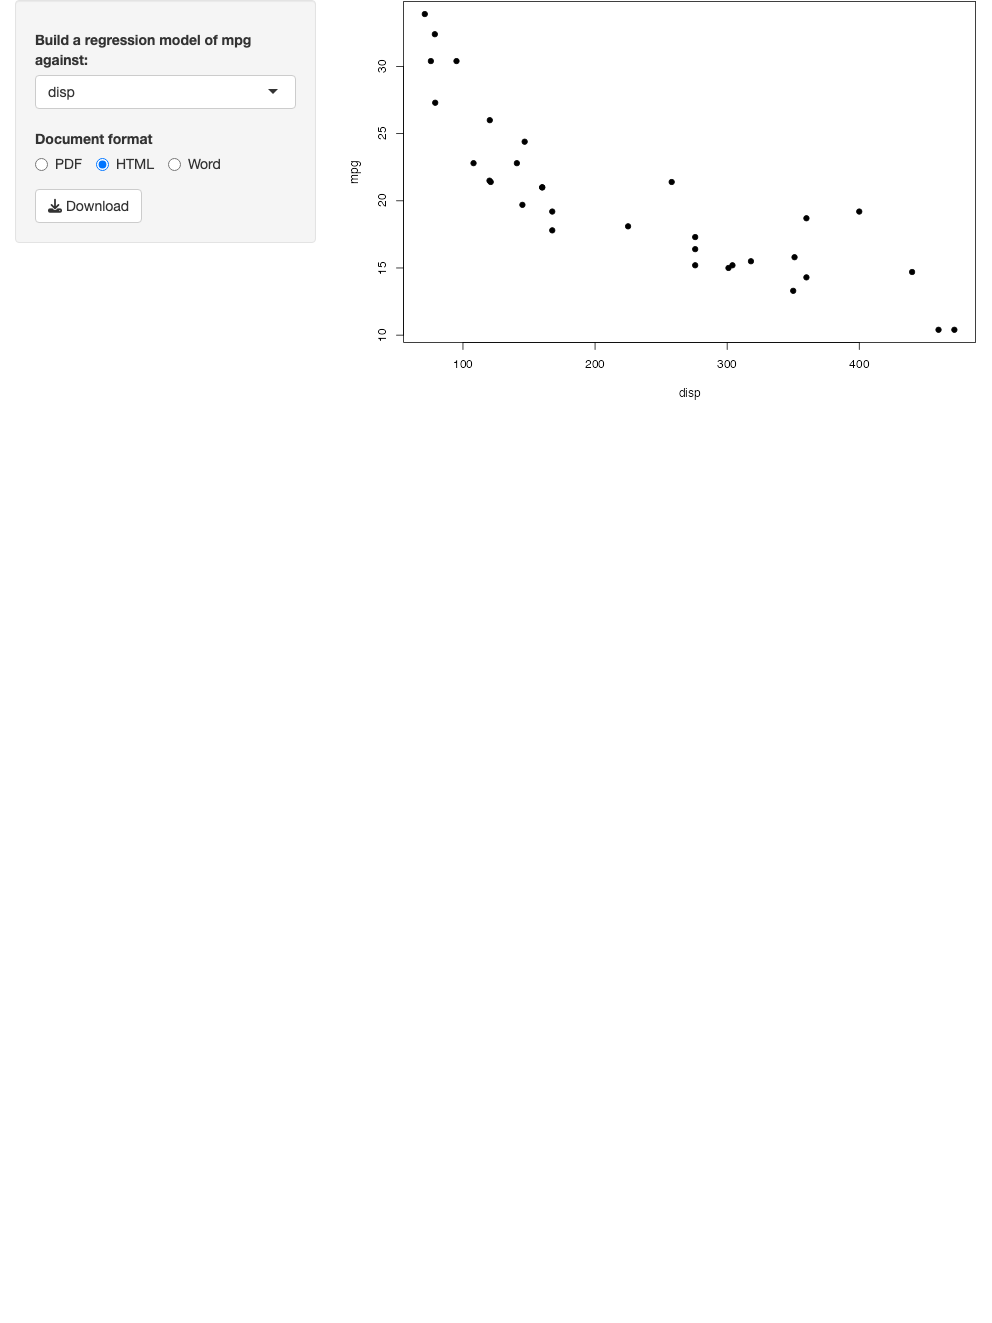 Build a regression model of mpg
against:
disp
Document format
PDF HTML Word
Download
mpg
30
25
20
15
10
100 200 300 400
disp